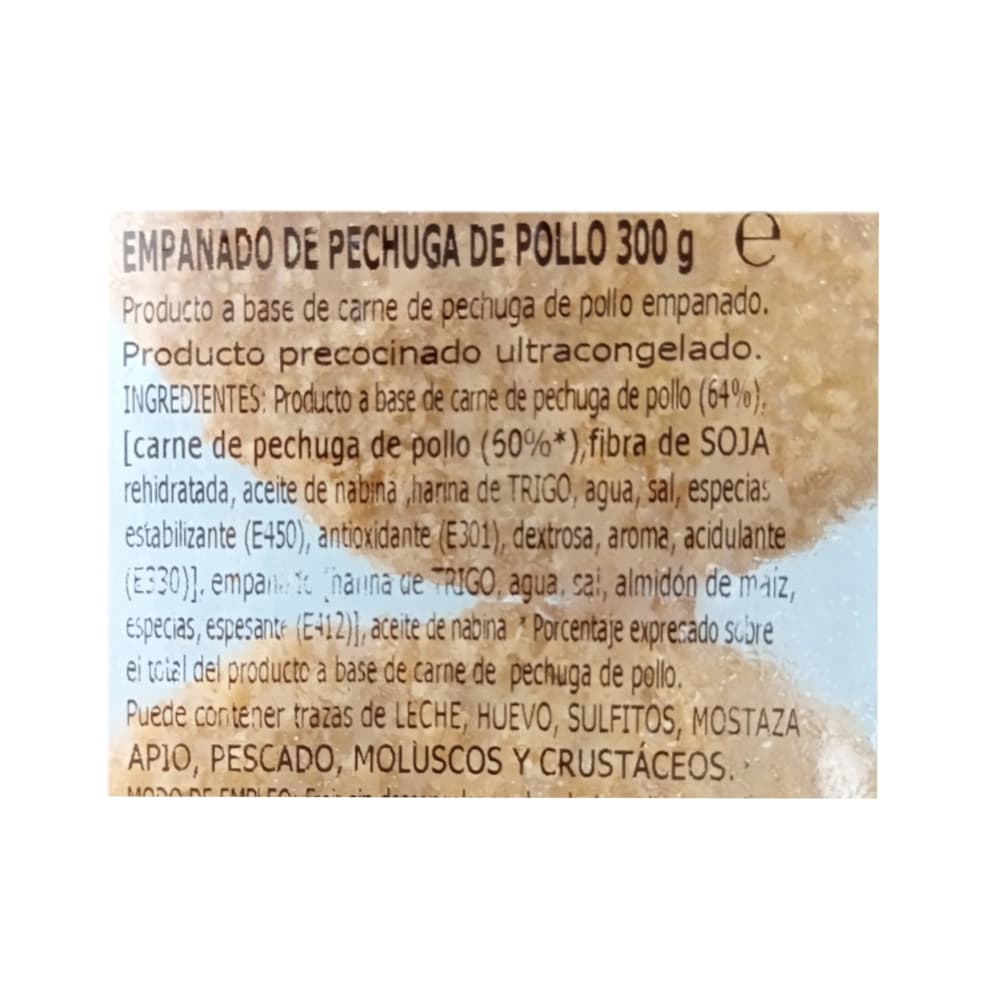 EMPANADO DE PECHUGA DE POLLO 300 g e
Producto a base de carne de pechuga de pollo empanado.
Producto precocinado ultracongelado.
INGREDIENTES: Producto a base de carne de pechuga de pollo (64%).
[carne de pechuga de pollo (60%*),fibra de SOJA
rehidratada, aceite de nabina ,harina de TRIGO, agua, sal, especias
estabilizante (E450), antioxidante (E301), dextrosa, aroma, acidulante
(E330)], empanado [harina de TRIGO, agua, sal, almidón de maíz,
especias, espesante (E412)], aceite de nabina * Porcentaje expresado sobre
el total del producto a base de carne de pechuga de pollo.
Puede contener trazas de LECHE, HUEVO, SULFITOS, MOSTAZA
APIO, PESCADO, MOLUSCOS Y CRUSTÁCEOS.
MODO DE EMPLEO: